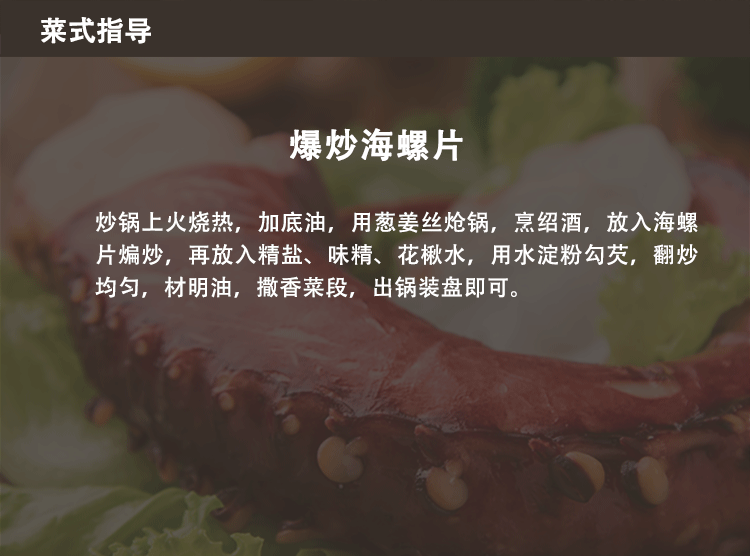 菜式指导
爆炒海螺片
炒锅上火烧热，加底油，用葱姜丝炝锅，烹绍酒，放入海螺
片煸炒，再放入精盐、味精、花椒水，用水淀粉勾芡，翻炒
均匀，材明油，撒香菜段，出锅装盘即可。